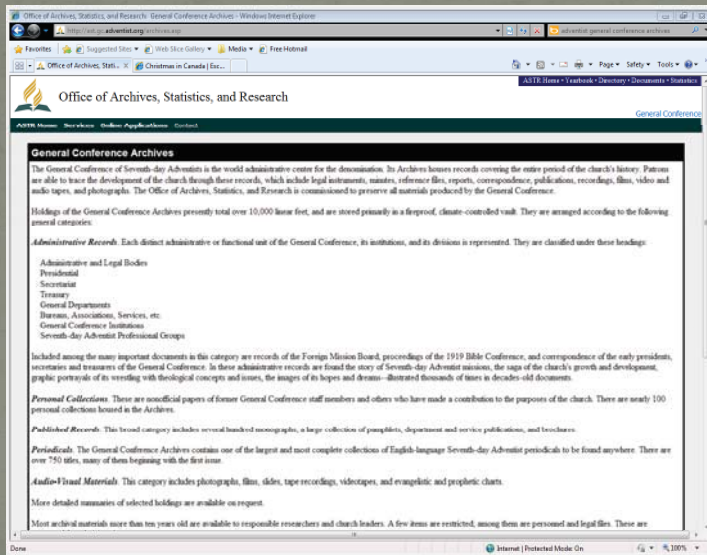 Office of Archives, Statistics, and Research: General Conference Archives - Windows Internet Explorer
http://ast.gc.adventist.org/archives.asp
adventist general conference archives
Favorites Suggested Sites Web Slice Gallery Media Free Hotmail
Office of Archives, Stati... X Christmas in Canada | Esc...
Page Safety Tools
ASTR Home • Yearbook • Directory • Documents • Statistics
Office of Archives, Statistics, and Research
General Conference
ASTR Home Services Online Applications Contact
General Conference Archives
The General Conference of Seventh-day Adventists is the world administrative center for the denomination. Its Archives houses records covering the entire period of the church's history. Patrons
are able to trace the development of the church through these records, which include legal instruments, minutes, reference files, reports, correspondence, publications, recordings, films, video and
audio tapes, and photographs. The Office of Archives, Statistics, and Research is commissioned to preserve all materials produced by the General Conference.
Holdings of the General Conference Archives presently total over 10,000 linear feet, and are stored primarily in a fireproof, climate-controlled vault. They are arranged according to the following
general categories:
Administrative Records. Each distinct administrative or functional unit of the General Conference, its institutions, and its divisions is represented. They are classified under these headings:
Administrative and Legal Bodies
Presidential
Secretariat
Treasury
General Departments
Bureaus, Associations, Services, etc.
General Conference Institutions
Seventh-day Adventist Professional Groups
Included among the many important documents in this category are records of the Foreign Mission Board, proceedings of the 1919 Bible Conference, and correspondence of the early presidents,
secretaries and treasurers of the General Conference. In these administrative records are found the story of Seventh-day Adventist missions, the saga of the church's growth and development,
graphic portrayals of its wrestling with theological concepts and issues, the images of its hopes and dreams--illustrated thousands of times in decades-old documents.
Personal Collections. These are nonofficial papers of former General Conference staff members and others who have made a contribution to the purposes of the church. There are nearly 100
personal collections housed in the Archives.
Published Records. This broad category includes several hundred monographs, a large collection of pamphlets, department and service publications, and brochures.
Periodicals. The General Conference Archives contains one of the largest and most complete collections of English-language Seventh-day Adventist periodicals to be found anywhere. There are
over 750 titles, many of them beginning with the first issue.
Audio-Visual Materials. This category includes photographs, films, slides, tape recordings, videotapes, and evangelistic and prophetic charts.
More detailed summaries of selected holdings are available on request.
Most archival materials more than ten years old are available to responsible researchers and church leaders. A few items are restricted, among them are personnel and legal files. These are
Done Internet | Protected Mode: On 100%